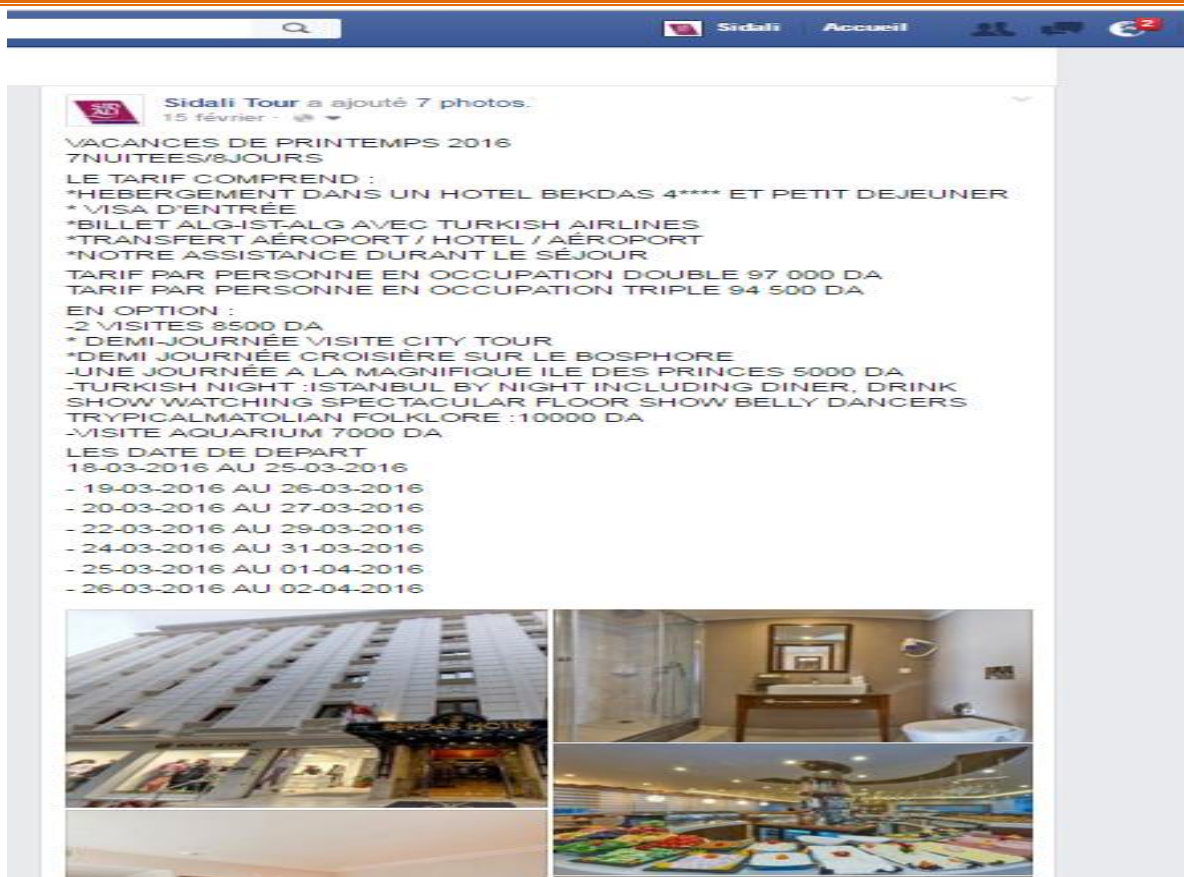 Sidali Accueil 2
Sidali Tour a ajouté 7 photos.
15 février
VACANCES DE PRINTEMPS 2016
7NUITEES/8JOURS
LE TARIF COMPREND :
*HEBERGEMENT DANS UN HOTEL BEKDAS 4**** ET PETIT DEJEUNER
* VISA D'ENTRÉE
*BILLET ALG-IST-ALG AVEC TURKISH AIRLINES
*TRANSFERT AÉROPORT / HOTEL / AÉROPORT
*NOTRE ASSISTANCE DURANT LE SÉJOUR
TARIF PAR PERSONNE EN OCCUPATION DOUBLE 97 000 DA
TARIF PAR PERSONNE EN OCCUPATION TRIPLE 94 500 DA
EN OPTION :
-2 VISITES 8500 DA
* DEMI-JOURNÉE VISITE CITY TOUR
*DEMI JOURNÉE CROISIÈRE SUR LE BOSPHORE
-UNE JOURNÉE A LA MAGNIFIQUE ILE DES PRINCES 5000 DA
-TURKISH NIGHT :ISTANBUL BY NIGHT INCLUDING DINER, DRINK
SHOW WATCHING SPECTACULAR FLOOR SHOW BELLY DANCERS
TRYPICALMATOLIAN FOLKLORE :10000 DA
-VISITE AQUARIUM 7000 DA
LES DATE DE DEPART
18-03-2016 AU 25-03-2016
- 19-03-2016 AU 26-03-2016
- 20-03-2016 AU 27-03-2016
- 22-03-2016 AU 29-03-2016
- 24-03-2016 AU 31-03-2016
- 25-03-2016 AU 01-04-2016
- 26-03-2016 AU 02-04-2016
BEKDAS HOTEL